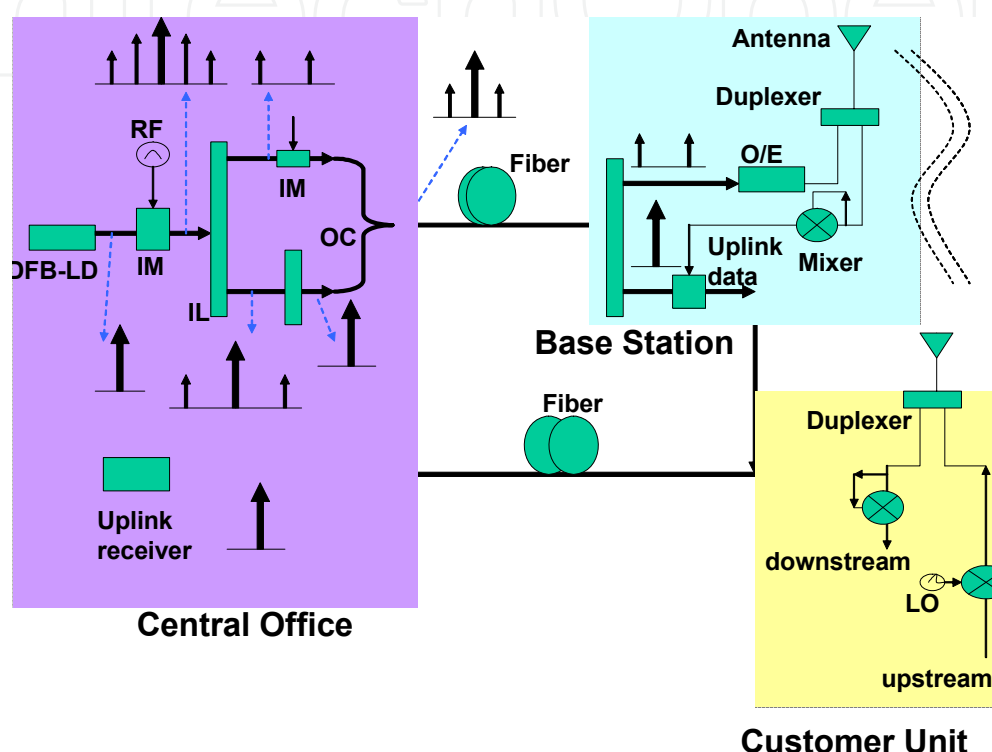 Antenna
Duplexer
RF
O/E
Fiber
IM
OC
Uplink
data
Mixer
DFB-LD
IM
IL
Base Station
Fiber
Duplexer
Uplink
receiver
downstream
LO
Central Office
upstream
Customer Unit